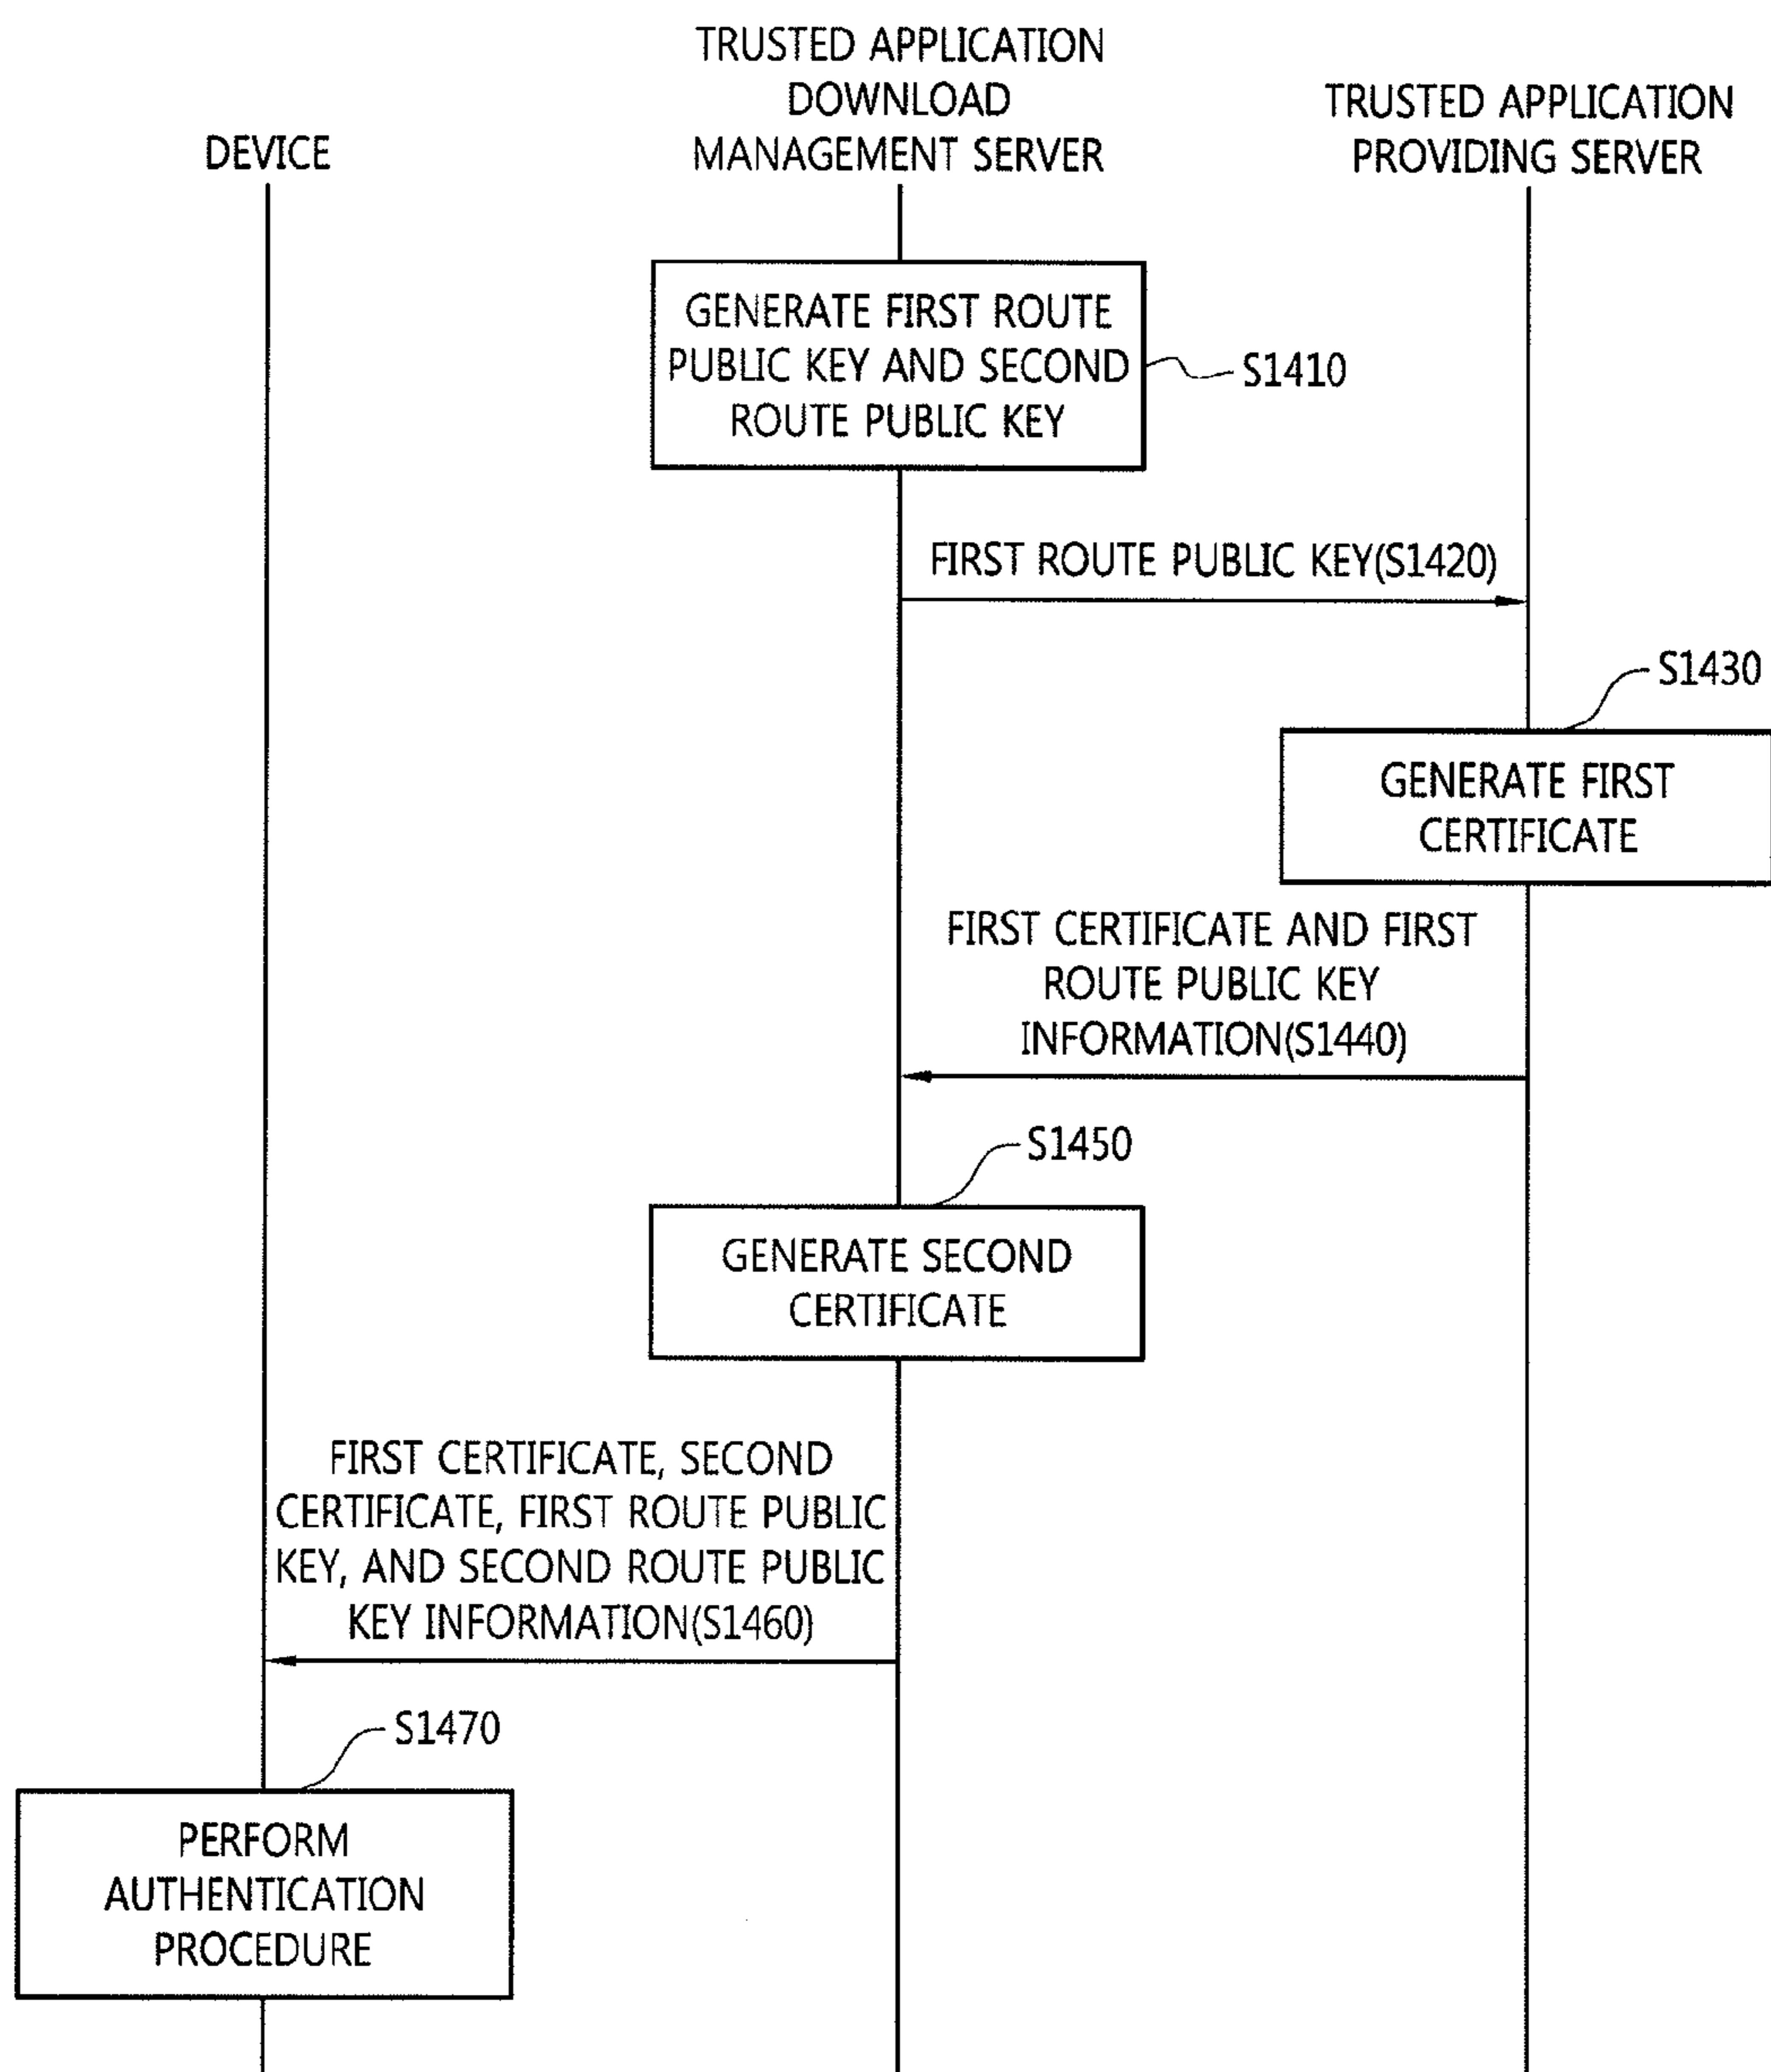 TRUSTED APPLICATION
DOWNLOAD
MANAGEMENT SERVER
TRUSTED APPLICATION
PROVIDING SERVER
DEVICE
GENERATE FIRST ROUTE
PUBLIC KEY AND SECOND
ROUTE PUBLIC KEY
S1410
FIRST ROUTE PUBLIC KEY(S1420)
S1430
GENERATE FIRST
CERTIFICATE
FIRST CERTIFICATE AND FIRST
ROUTE PUBLIC KEY
INFORMATION(S1440)
S1450
GENERATE SECOND
CERTIFICATE
FIRST CERTIFICATE, SECOND
CERTIFICATE, FIRST ROUTE PUBLIC
KEY, AND SECOND ROUTE PUBLIC
KEY INFORMATION(S1460)
S1470
PERFORM
AUTHENTICATION
PROCEDURE